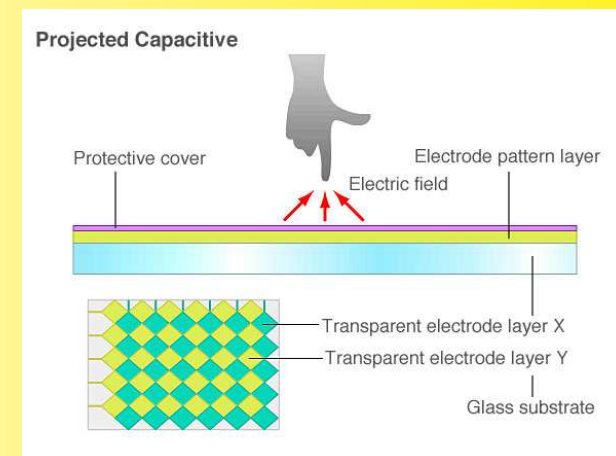 Projected Capacitive
Protective cover
Electrode pattern layer
Electric field
Transparent electrode layer X
Transparent electrode layer Y
Glass substrate